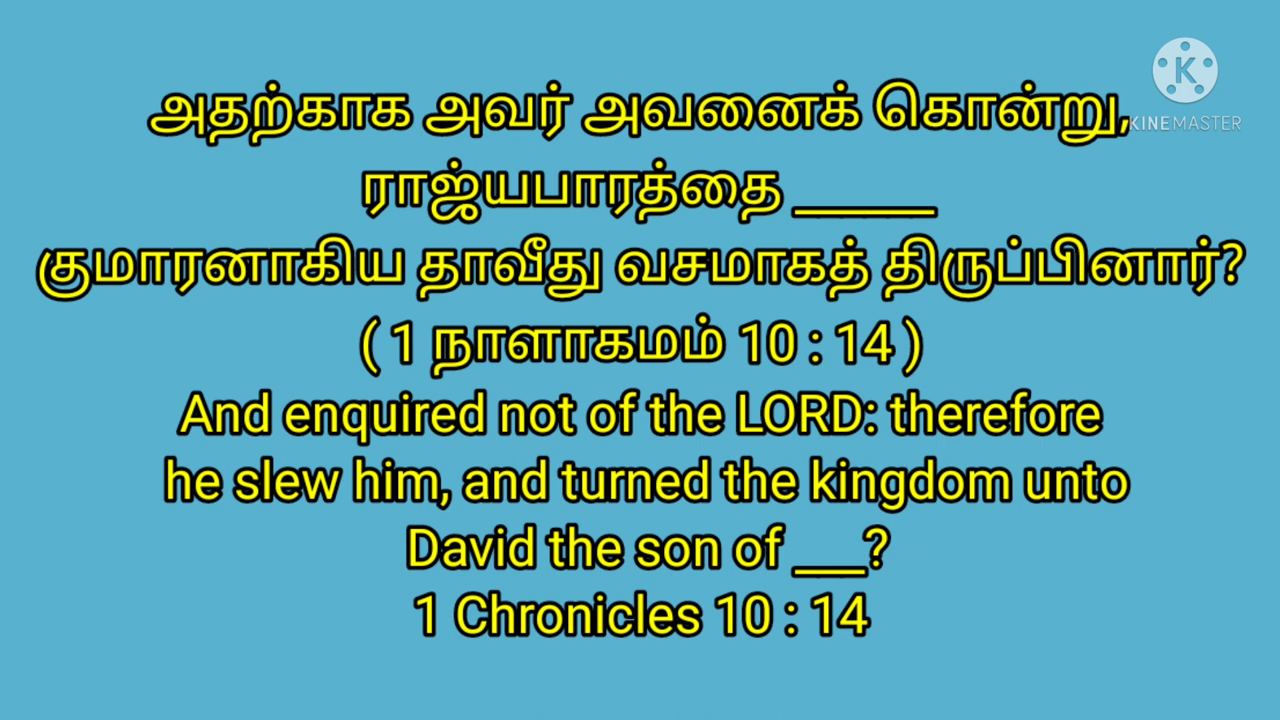 K
KINEMASTER
அதற்காக அவர் அவனைக் கொன்று,
ராஜ்யபாரத்தை ______
குமாரனாகிய தாவீது வசமாகத் திருப்பினார்?
( 1 நாளாகமம் 10 : 14 )
And enquired not of the LORD: therefore
he slew him, and turned the kingdom unto
David the son of ___?
1 Chronicles 10 : 14